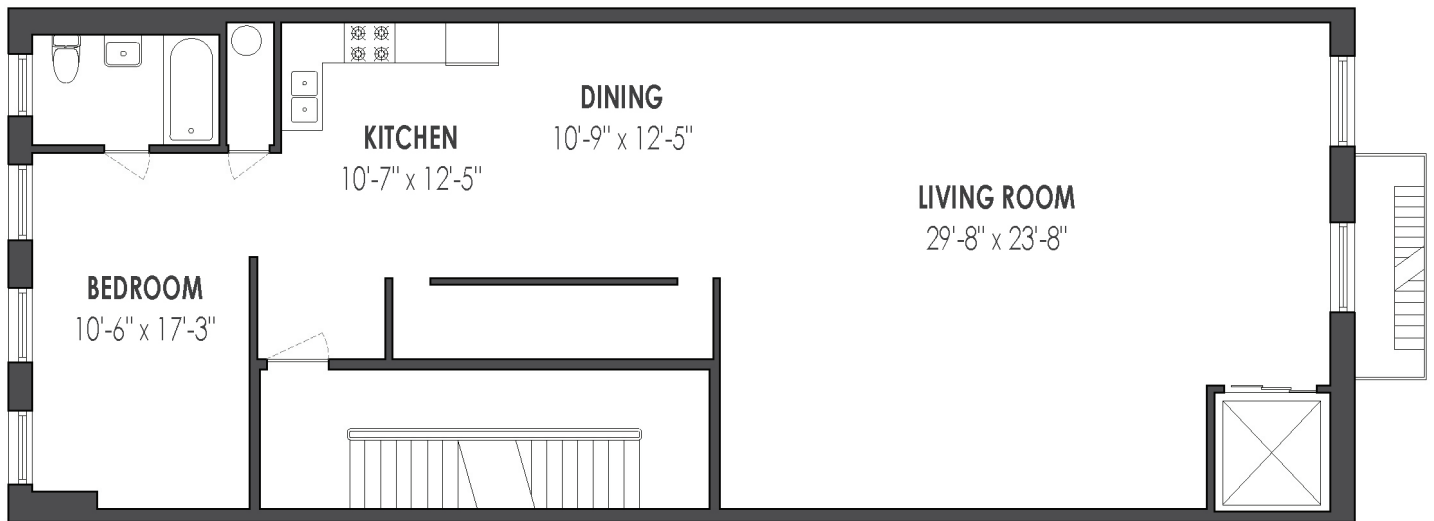 DINING
10'-9" x 12'-5"
KITCHEN
10'-7" x 12'-5"
LIVING ROOM
29'-8" x 23'-8"
BEDROOM
10'-6" x 17'-3"